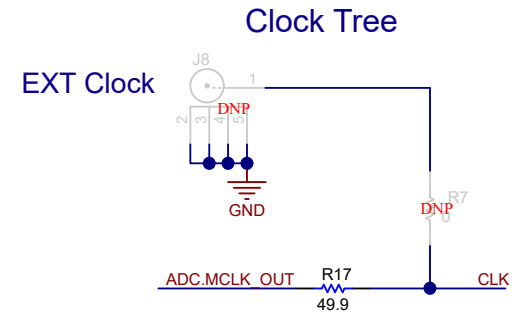 Clock Tree
J8
EXT Clock
1
DNP
2
3
4
5
GND
R7
DNP
0
ADC.MCLK_OUT
R17
CLK
49.9